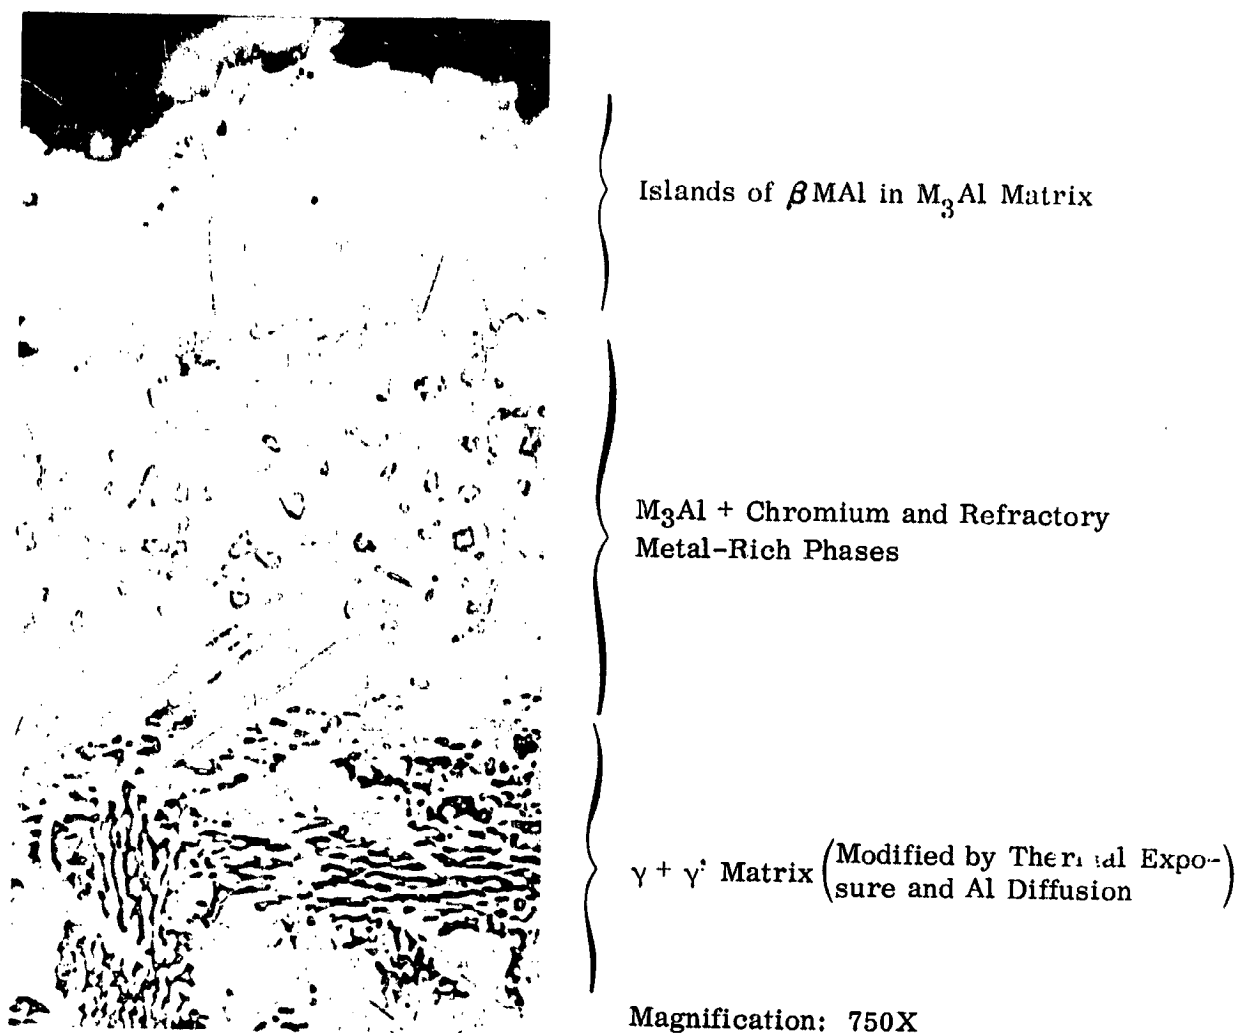 Islands of β MAl in M₃Al Matrix
M₃Al + Chromium and Refractory
Metal-Rich Phases
γ + γ' Matrix (Modified by Thermal Expo-
sure and Al Diffusion)
Magnification: 750X